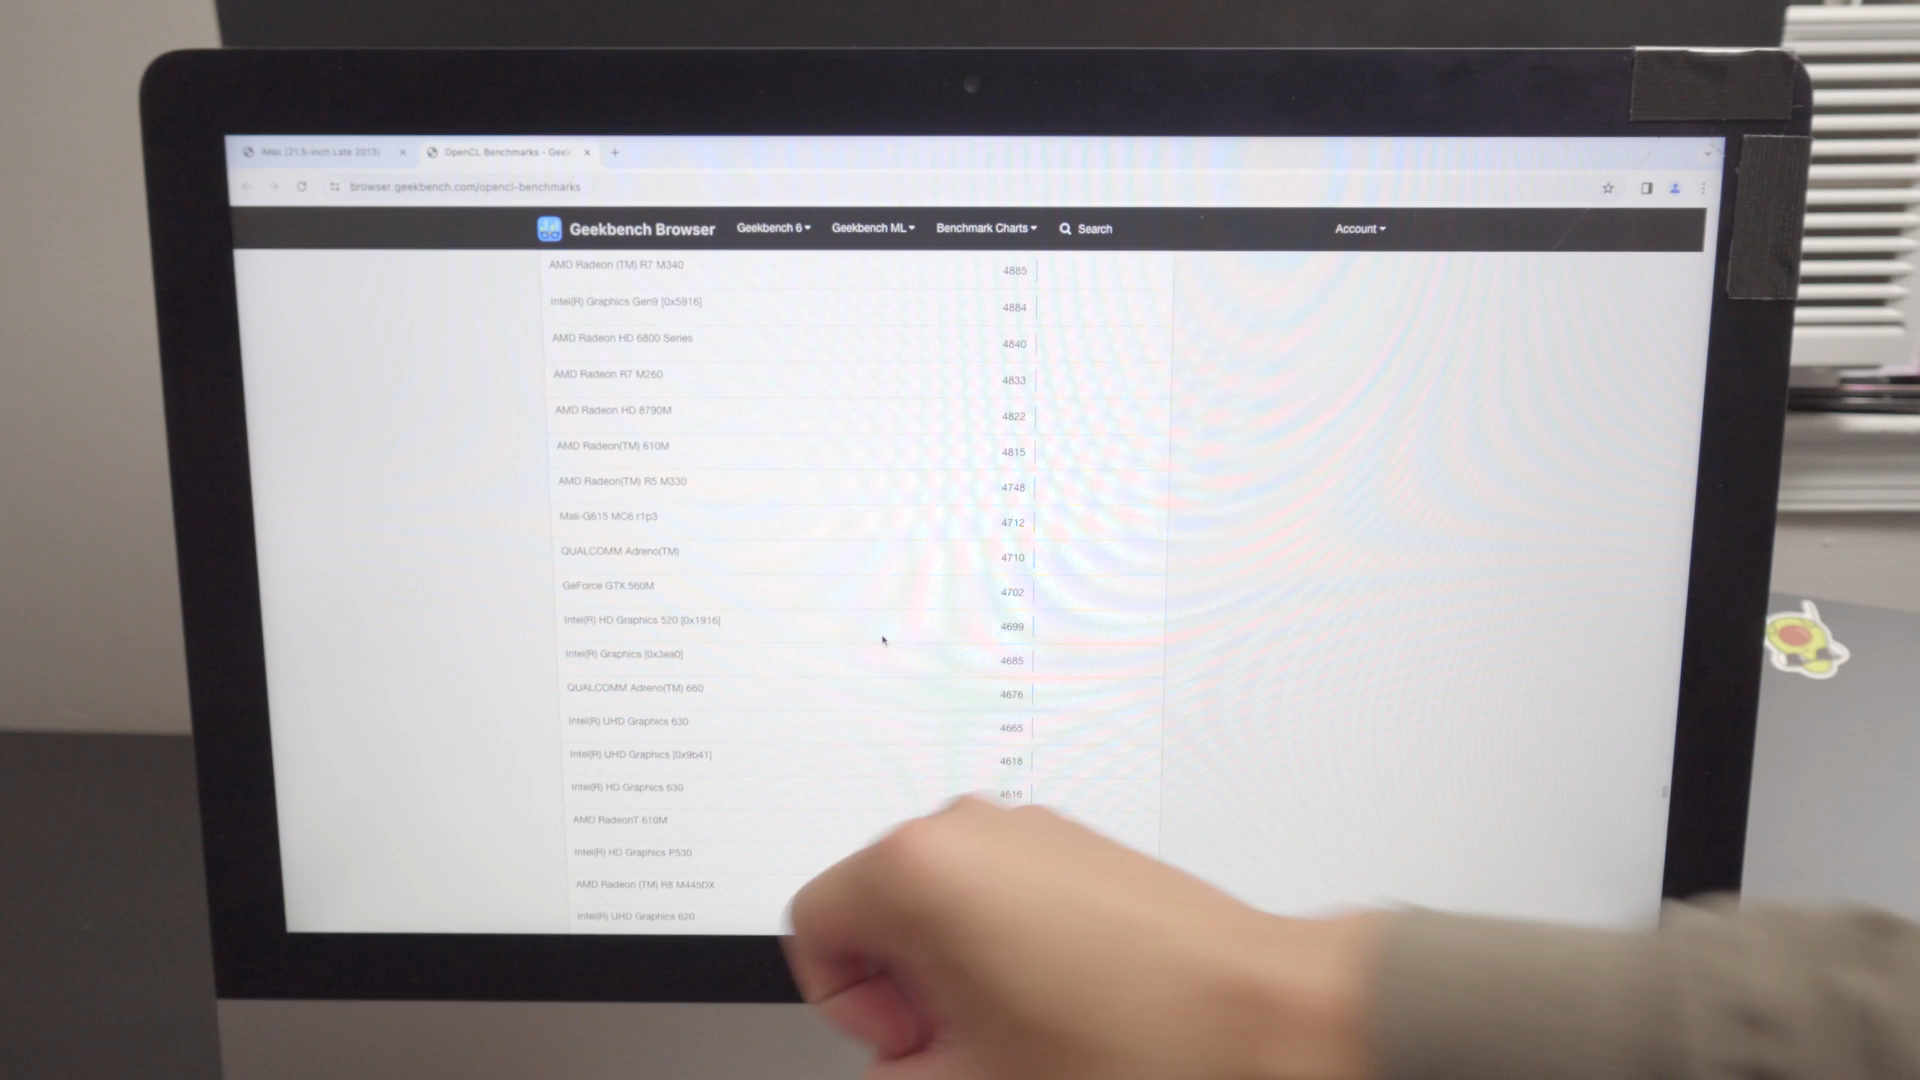 iMac (21.5-inch Late 2013)
OpenCL Benchmarks - Geek
browser.geekbench.com/opencl-benchmarks
Geekbench Browser Geekbench 6 Geekbench ML Benchmark Charts Search Account
AMD Radeon (TM) R7 M340 4885
Intel(R) Graphics Gen9 [0x5916] 4884
AMD Radeon HD 6800 Series 4840
AMD Radeon R7 M260 4833
AMD Radeon HD 8790M 4822
AMD Radeon(TM) 610M 4815
AMD Radeon(TM) R5 M330 4748
Mali-G615 MC6 r1p3 4712
QUALCOMM Adreno(TM) 4710
GeForce GTX 560M 4702
Intel(R) HD Graphics 520 [0x1916] 4699
Intel(R) Graphics [0x3ea0] 4685
QUALCOMM Adreno(TM) 660 4676
Intel(R) UHD Graphics 630 4665
Intel(R) UHD Graphics [0x9b41] 4618
Intel(R) HD Graphics 630 4616
AMD RadeonT 610M
Intel(R) HD Graphics P530
AMD Radeon (TM) R8 M445DX
Intel(R) UHD Graphics 620